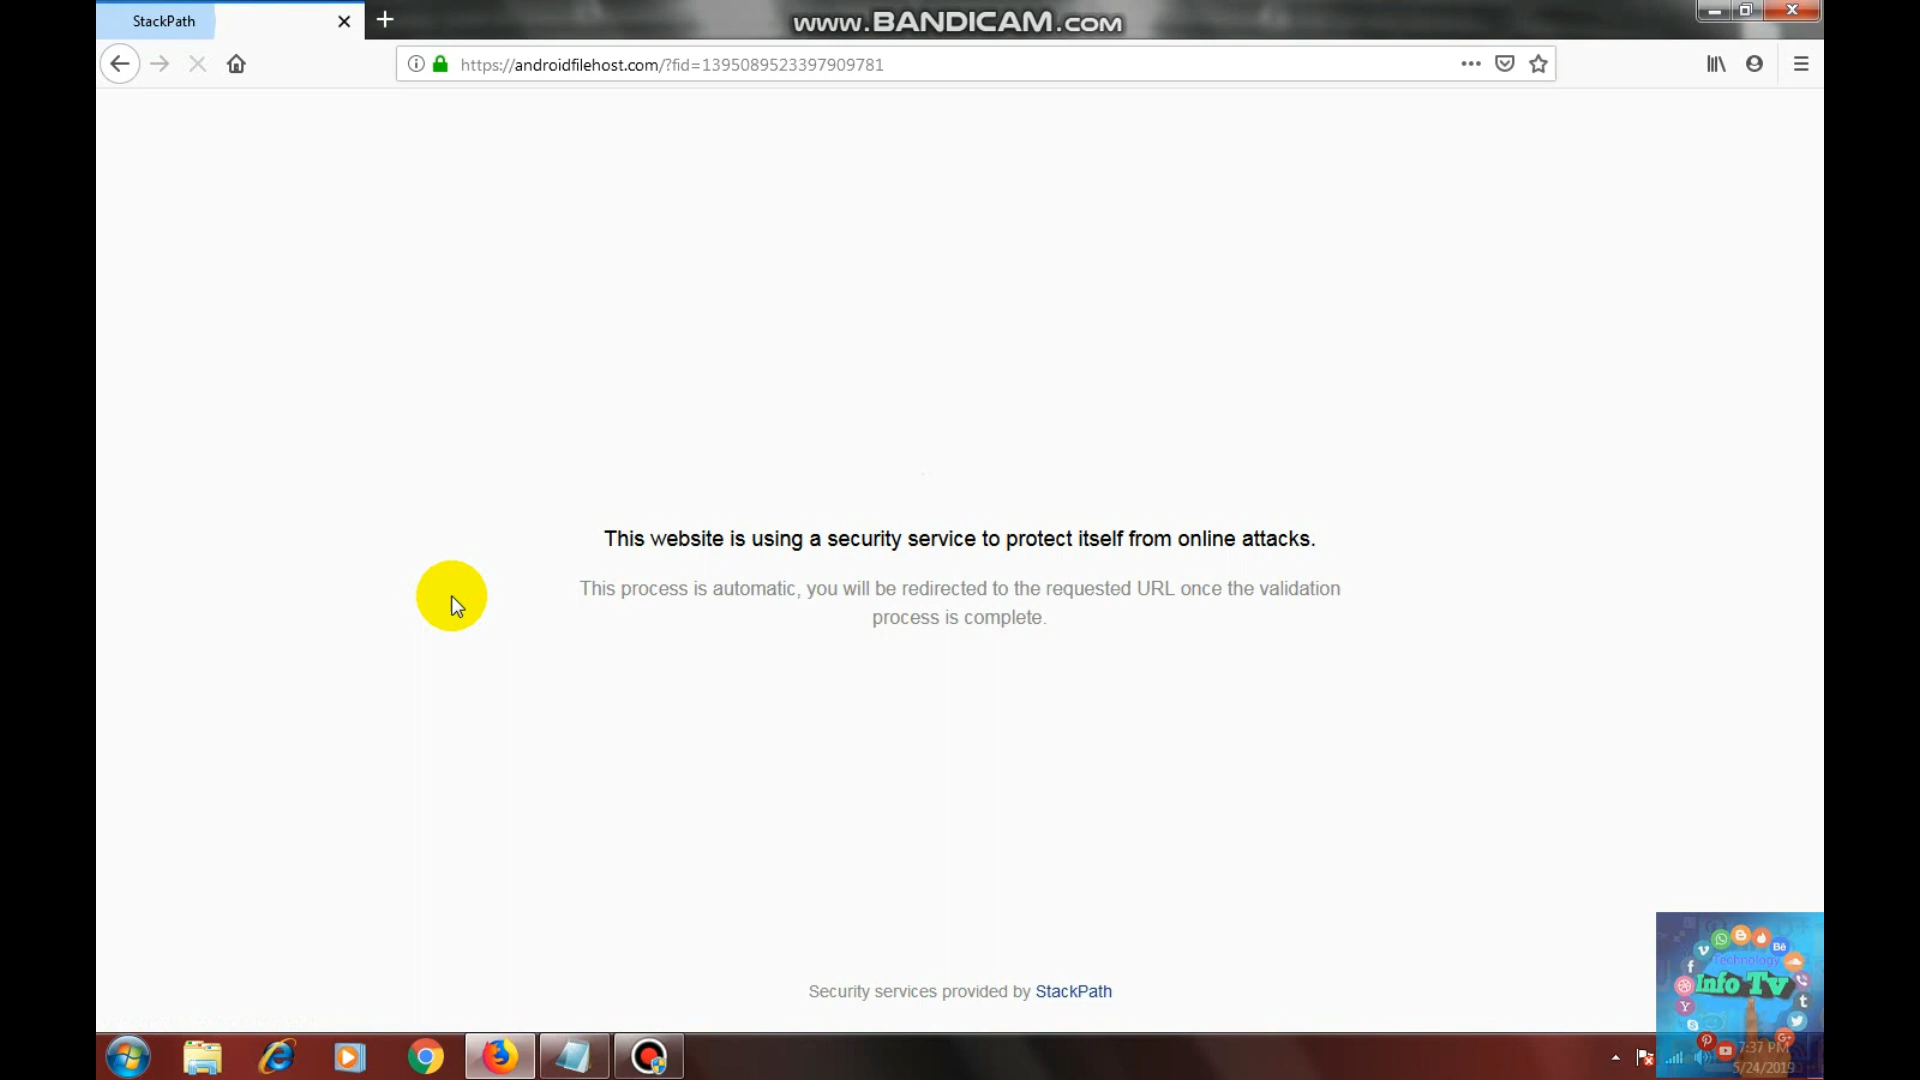 StackPath
www.BANDICAM.com
https://androidfilehost.com/?fid=1395089523397909781
This website is using a security service to protect itself from online attacks.
This process is automatic, you will be redirected to the requested URL once the validation
process is complete.
Security services provided by StackPath
Technology
Info Tv
7:37 PM
5/24/2019